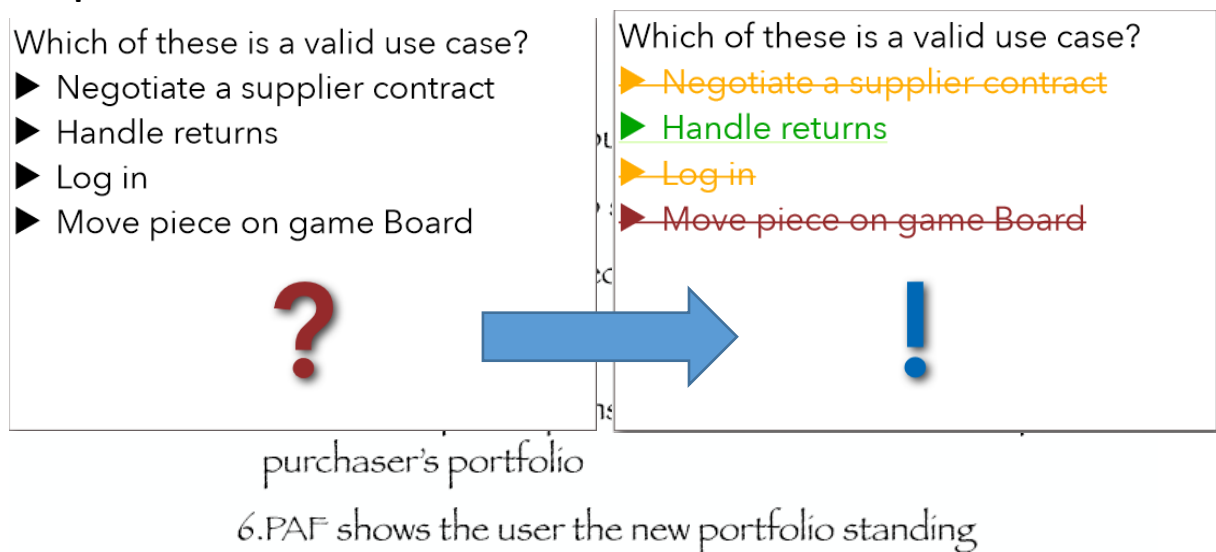 Which of these is a valid use case?
▶ Negotiate a supplier contract
▶ Handle returns
▶ Log in
▶ Move piece on game Board
?
Which of these is a valid use case?
▶ Negotiate a supplier contract
▶ Handle returns
▶ Log in
▶ Move piece on game Board
!
purchaser's portfolio
6.PAF shows the user the new portfolio standing